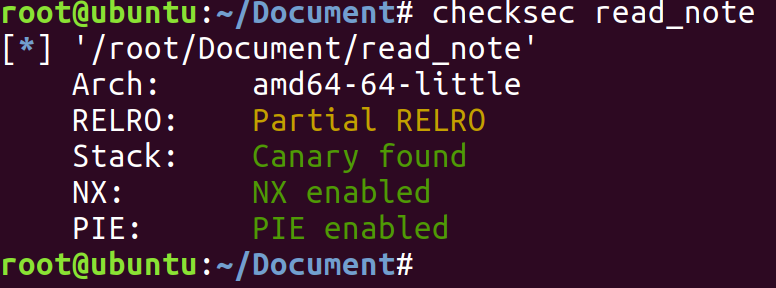 root@ubuntu:~/Document# checksec read_note
[*] '/root/Document/read_note'
    Arch:     amd64-64-little
    RELRO:    Partial RELRO
    Stack:    Canary found
    NX:       NX enabled
    PIE:      PIE enabled
root@ubuntu:~/Document#